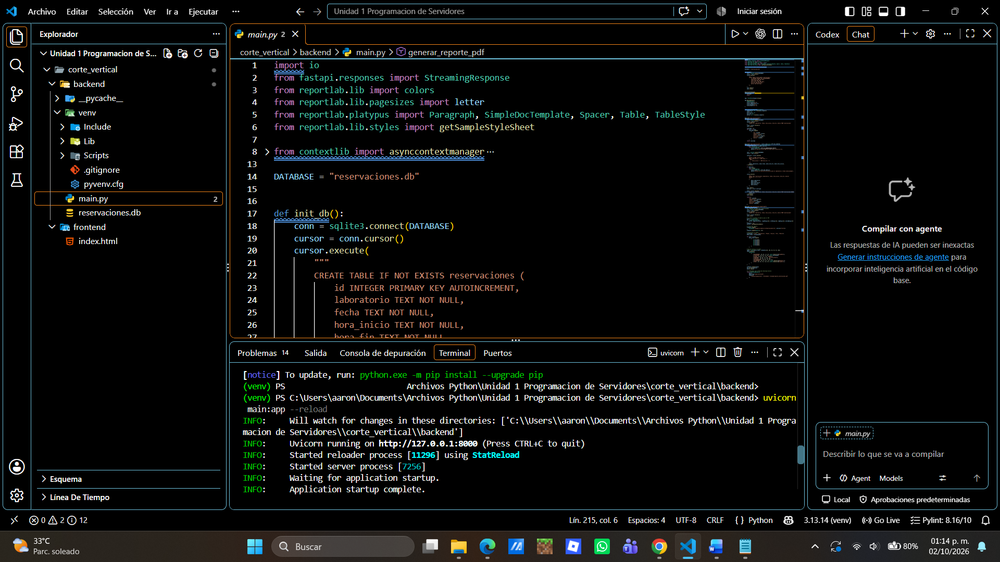 Archivo Editar Selección Ver Ir a Ejecutar ···
Unidad 1 Programacion de Servidores
Iniciar sesión
Explorador
Unidad 1 Programacion de S...
corte_vertical
backend
__pycache__
venv
Include
Lib
Scripts
.gitignore
pyvenv.cfg
main.py 2
reservaciones.db
frontend
index.html
Esquema
Línea De Tiempo
main.py 2
corte_vertical > backend > main.py > generar_reporte_pdf
1 import io
2 from fastapi.responses import StreamingResponse
3 from reportlab.lib import colors
4 from reportlab.lib.pagesizes import letter
5 from reportlab.platypus import Paragraph, SimpleDocTemplate, Spacer, Table, TableStyle
6 from reportlab.lib.styles import getSampleStyleSheet
7
8 from contextlib import asynccontextmanager ···
13
14 DATABASE = "reservaciones.db"
15
16
17 def init_db():
18 conn = sqlite3.connect(DATABASE)
19 cursor = conn.cursor()
20 cursor.execute(
21 """
22 CREATE TABLE IF NOT EXISTS reservaciones (
23 id INTEGER PRIMARY KEY AUTOINCREMENT,
24 laboratorio TEXT NOT NULL,
25 fecha TEXT NOT NULL,
26 hora_inicio TEXT NOT NULL,
27 hora_fin TEXT NOT NULL
Problemas 14 Salida Consola de depuración Terminal Puertos
uvicorn
[notice] To update, run: python.exe -m pip install --upgrade pip
(venv) PS Archivos Python\Unidad 1 Programacion de Servidores\corte_vertical\backend>
(venv) PS C:\Users\aaron\Documents\Archivos Python\Unidad 1 Programacion de Servidores\corte_vertical\backend> uvicorn
main:app --reload
INFO: Will watch for changes in these directories: ['C:\\Users\\aaron\\Documents\\Archivos Python\\Unidad 1 Progra
macion de Servidores\\corte_vertical\\backend']
INFO: Uvicorn running on http://127.0.0.1:8000 (Press CTRL+C to quit)
INFO: Started reloader process [11296] using StatReload
INFO: Started server process [7256]
INFO: Waiting for application startup.
INFO: Application startup complete.
Codex Chat
Compilar con agente
Las respuestas de IA pueden ser inexactas
Generar instrucciones de agente para
incorporar inteligencia artificial en el código
base.
main.py
Describir lo que se va a compilar
Agent Models
Local Aprobaciones predeterminadas
0 2 12
Lín. 215, col. 6 Espacios: 4 UTF-8 CRLF { } Python 3.13.14 (venv) Go Live Pylint: 8.16/10
33°C
Parc. soleado
Buscar
80%
01:14 p. m.
02/10/2026